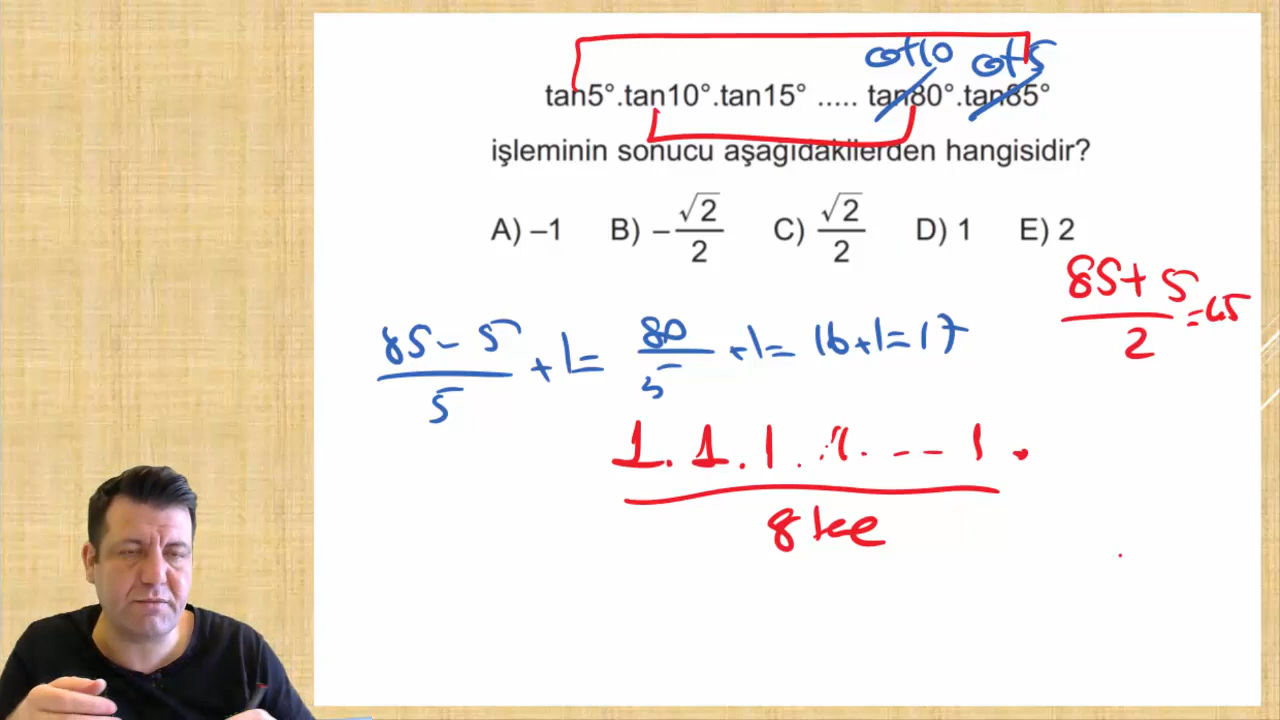 cot10 cot5
tan5°.tan10°.tan15° ..... tan80°.tan85°
işleminin sonucu aşağıdakilerden hangisidir?
A) –1 B) –√2/2 C) √2/2 D) 1 E) 2
(85+5)/2 = 45
(85-5)/5 + 1 = 80/5 + 1 = 16+1 = 17
1.1.1.1. --- 1.
8 tane